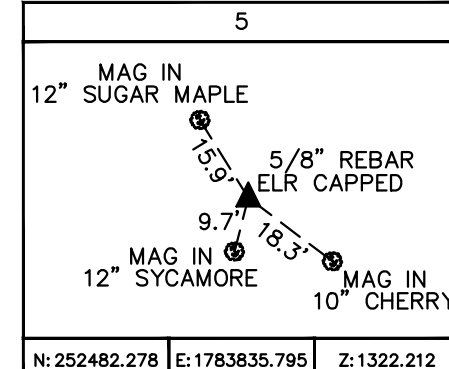 5
MAG IN
12" SUGAR MAPLE
15.9'
5/8" REBAR
ELR CAPPED
9.7'
18.3'
MAG IN
12" SYCAMORE
MAG IN
10" CHERRY
N:252482.278 E:1783835.795 Z:1322.212